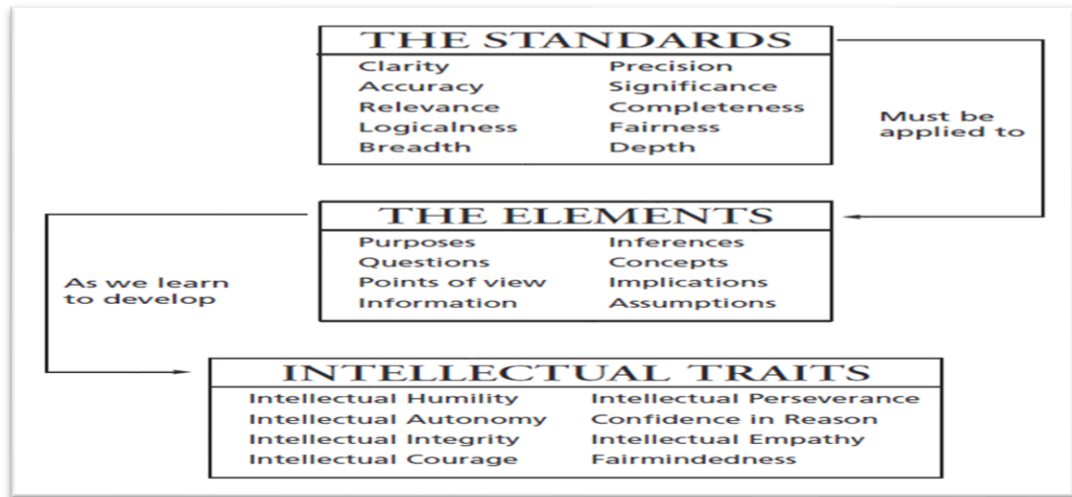 THE STANDARDS
Clarity Precision
Accuracy Significance
Relevance Completeness
Logicalness Fairness
Breadth Depth
Must be
applied to
THE ELEMENTS
Purposes Inferences
Questions Concepts
Points of view Implications
Information Assumptions
As we learn
to develop
INTELLECTUAL TRAITS
Intellectual Humility Intellectual Perseverance
Intellectual Autonomy Confidence in Reason
Intellectual Integrity Intellectual Empathy
Intellectual Courage Fairmindedness